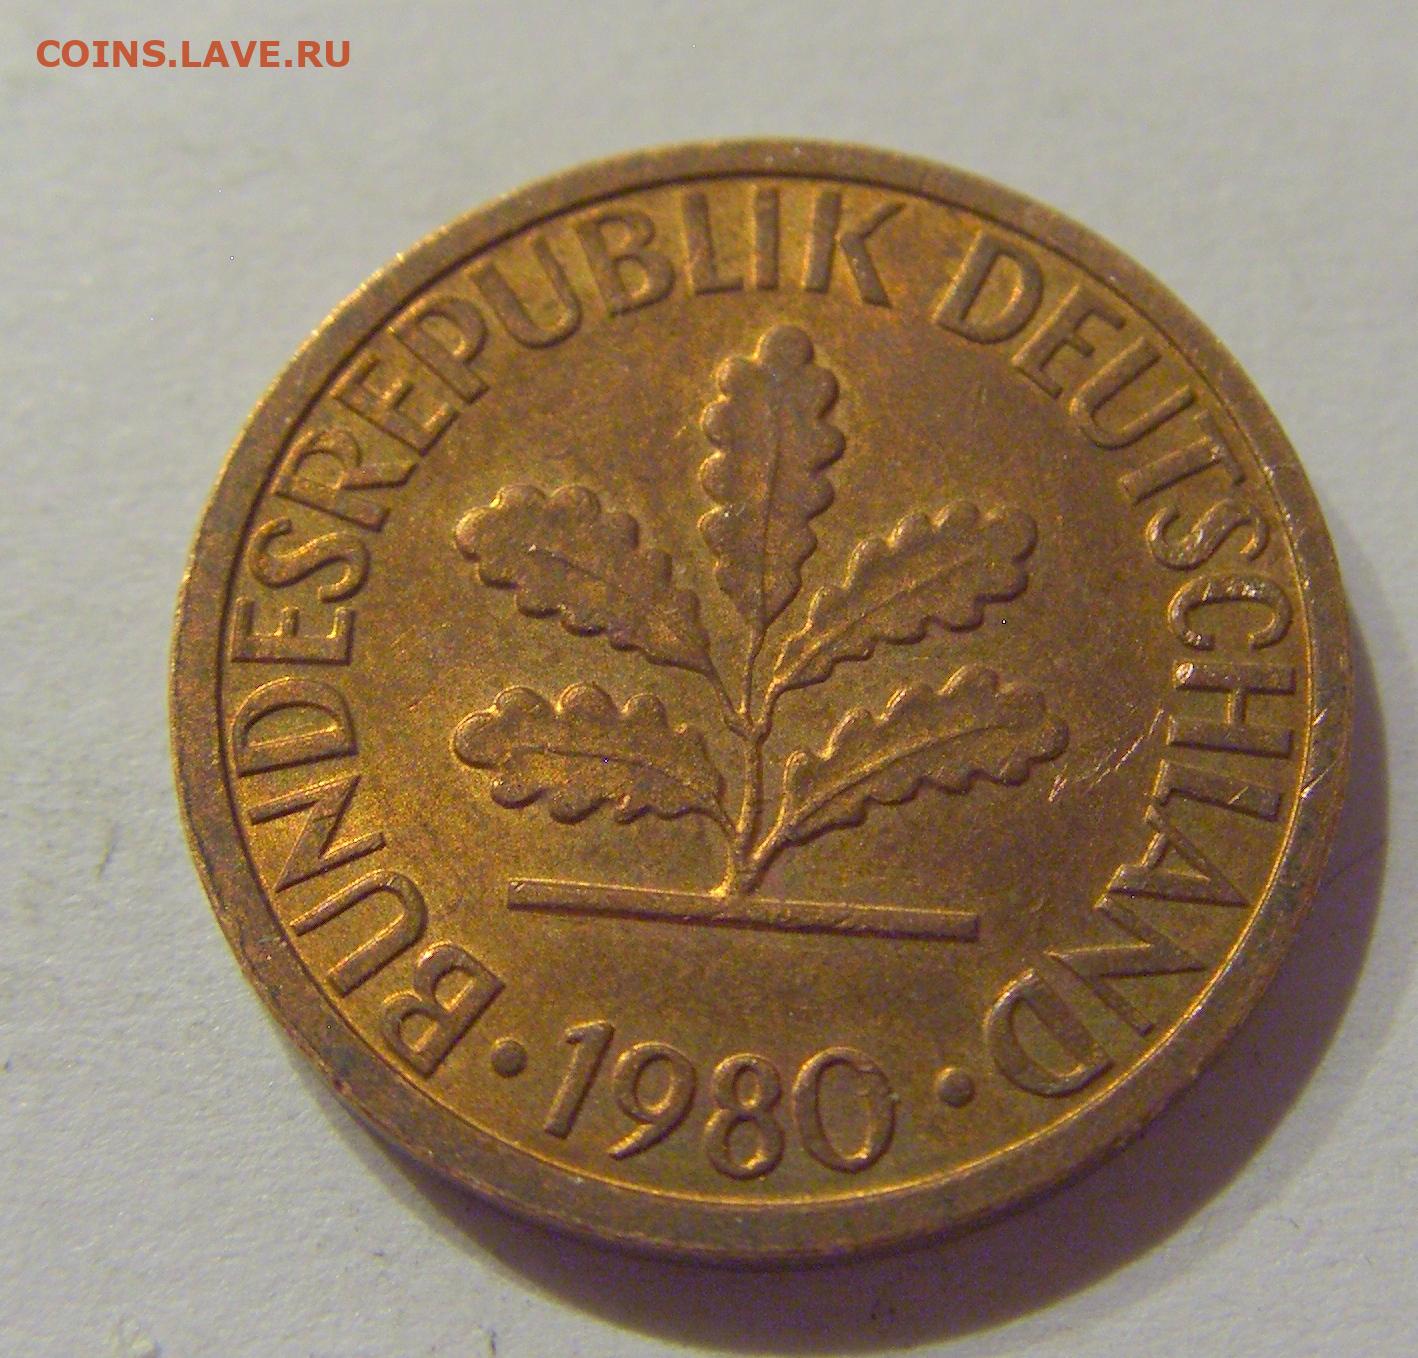 COINS.LAVE.RU
BUNDESREPUBLIK DEUTSCHLAND
• 1980 •